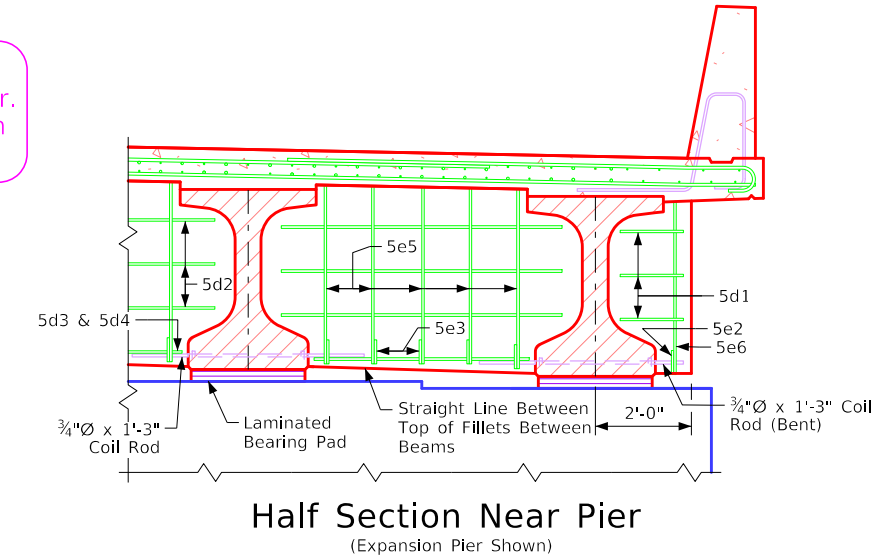 r.
5e5
5d2
5d1
5d3 & 5d4
5e3
5e2
5e6
¾"Ø x 1'-3"
Coil Rod
Laminated
Bearing Pad
Straight Line Between
Top of Fillets Between
Beams
2'-0"
¾"Ø x 1'-3" Coil
Rod (Bent)
Half Section Near Pier
(Expansion Pier Shown)